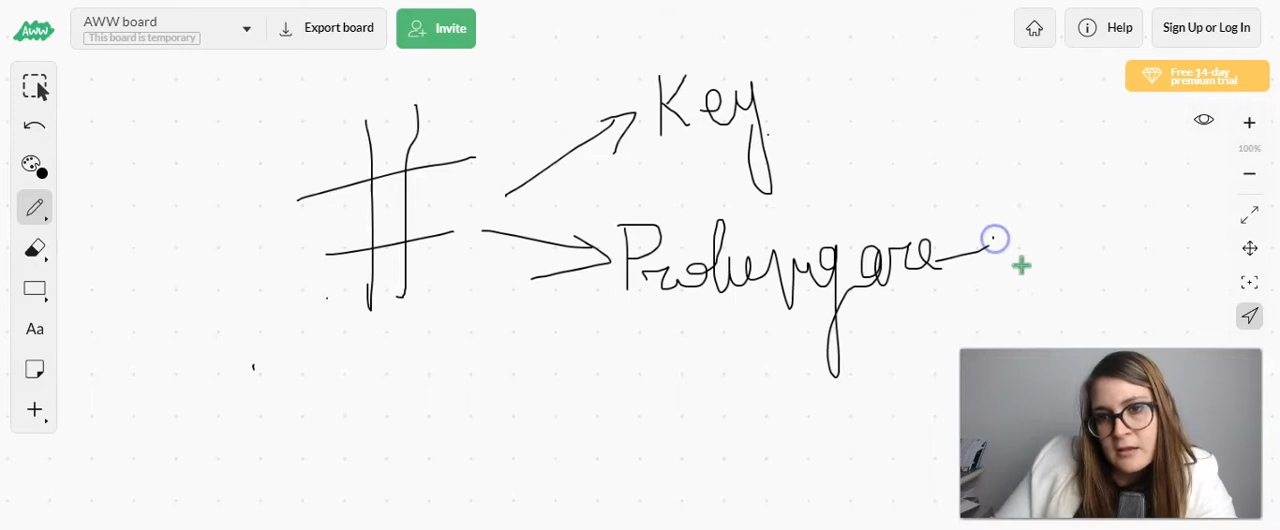 AWW
AWW board
This board is temporary
Export board
Invite
Help
Sign Up or Log In
Free 14-day
premium trial
100%
Aa
# Key